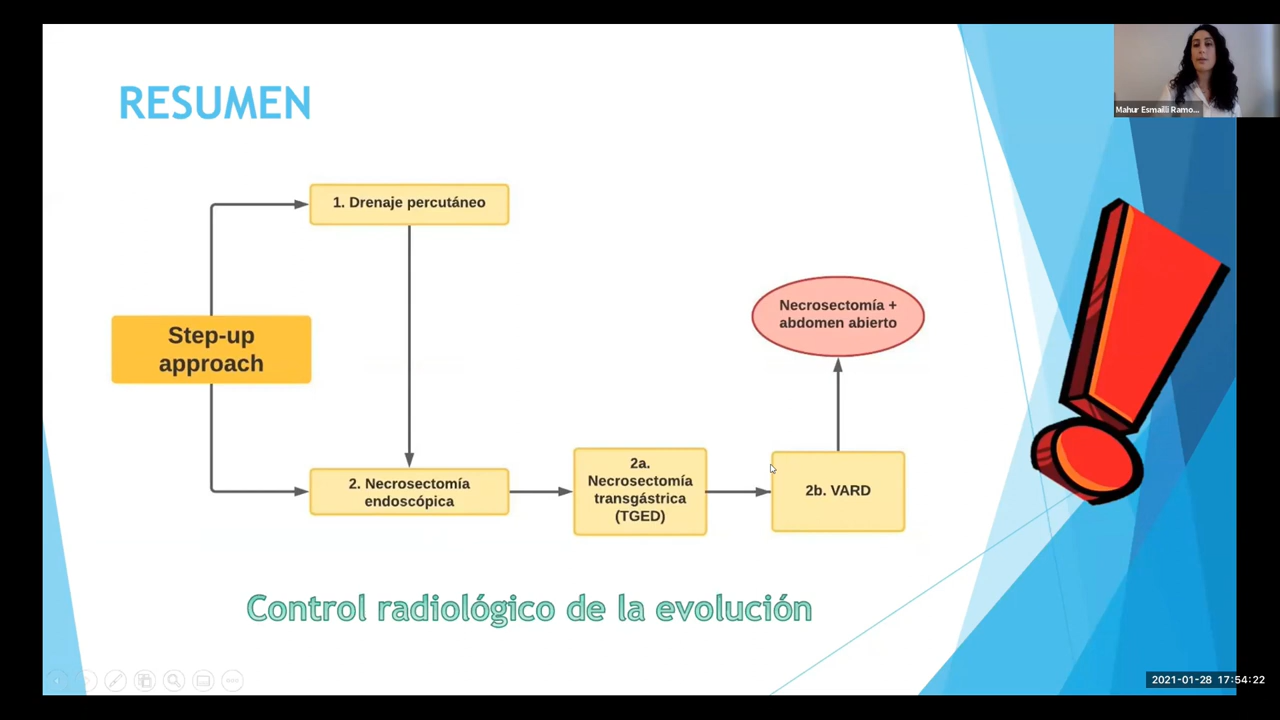 RESUMEN
Mahur Esmailli Ramo...
1. Drenaje percutáneo
Necrosectomía +
abdomen abierto
Step-up
approach
2. Necrosectomía
endoscópica
2a.
Necrosectomía
transgástrica
(TGED)
2b. VARD
Control radiológico de la evolución
2021-01-28 17:54:22